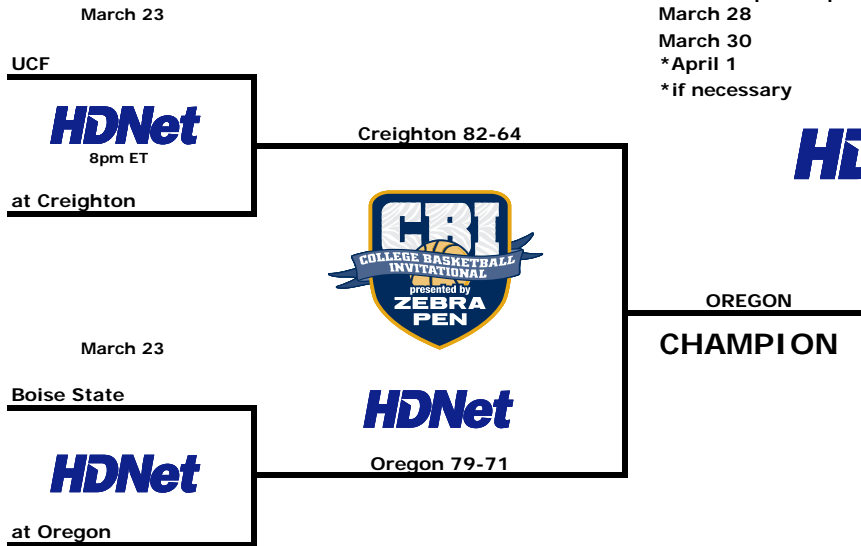 March 23
UCF
HDNet
8pm ET
at Creighton
Creighton 82-64
March 28
March 30
*April 1
*if necessary
CBI
COLLEGE BASKETBALL
INVITATIONAL
presented by
ZEBRA
PEN
OREGON
CHAMPION
March 23
Boise State
HDNet
HDNet
Oregon 79-71
at Oregon